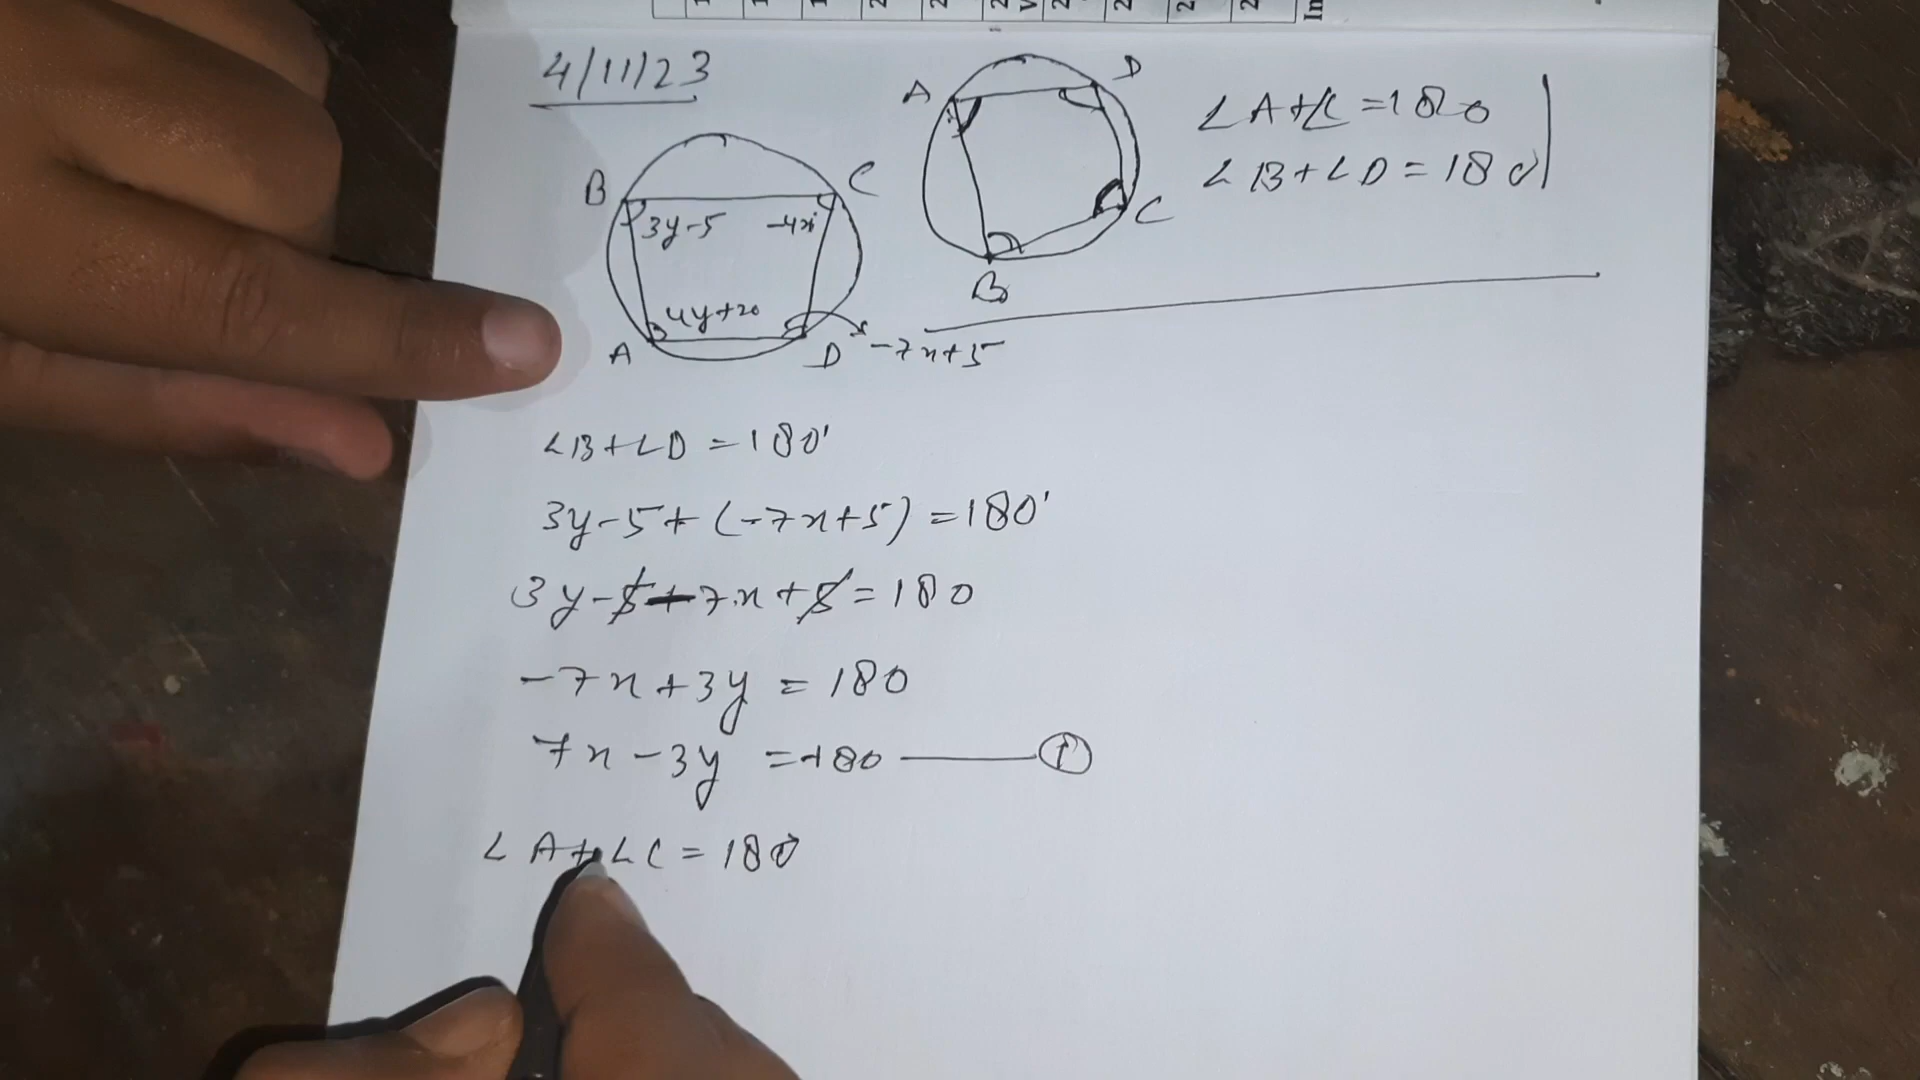 4/11/23
A D
∠A+∠C=180
∠B+∠D=180
B C
3y-5 -4x
C
B
4y+20
A D -7x+5
∠B+∠D=180°
3y-5+(-7x+5)=180°
3y-5-7x+5=180
-7x+3y=180
7x-3y=-180 ——— ①
∠A+∠C=180